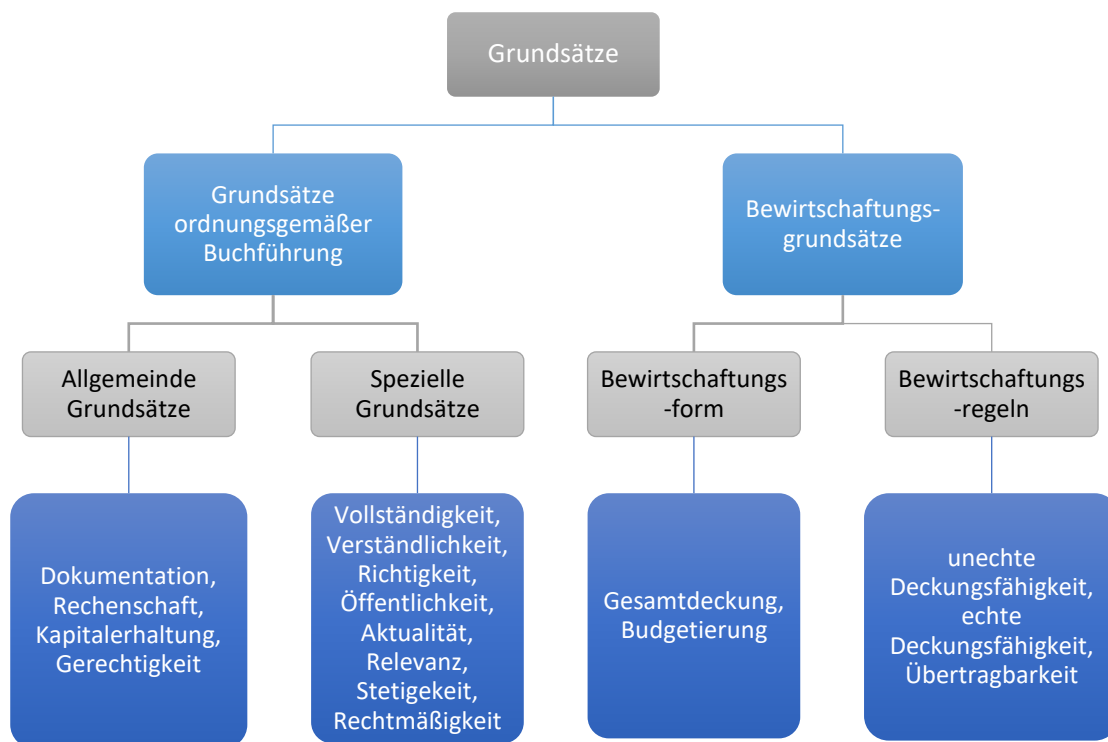 Grundsätze
Grundsätze
ordnungsgemäßer
Buchführung
Bewirtschaftungs-
grundsätze
Allgemeinde
Grundsätze
Spezielle
Grundsätze
Bewirtschaftungs
-form
Bewirtschaftungs
-regeln
Dokumentation,
Rechenschaft,
Kapitalerhaltung,
Gerechtigkeit
Vollständigkeit,
Verständlichkeit,
Richtigkeit,
Öffentlichkeit,
Aktualität,
Relevanz,
Stetigekeit,
Rechtmäßigkeit
Gesamtdeckung,
Budgetierung
unechte
Deckungsfähigkeit,
echte
Deckungsfähigkeit,
Übertragbarkeit